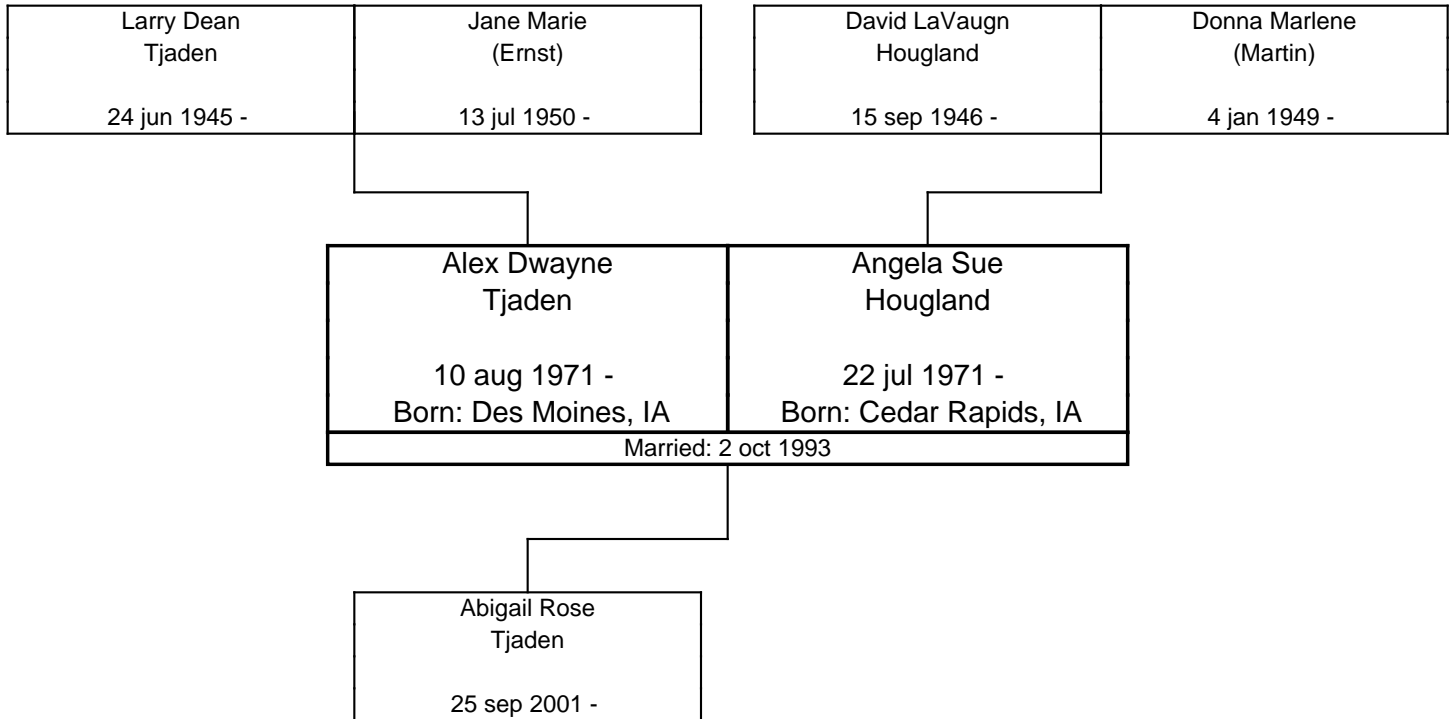 Larry Dean
Tjaden
24 jun 1945 -
Jane Marie
(Ernst)
13 jul 1950 -
David LaVaugn
Hougland
15 sep 1946 -
Donna Marlene
(Martin)
4 jan 1949 -
Alex Dwayne
Tjaden
10 aug 1971 -
Born: Des Moines, IA
Angela Sue
Hougland
22 jul 1971 -
Born: Cedar Rapids, IA
Married: 2 oct 1993
Abigail Rose
Tjaden
25 sep 2001 -